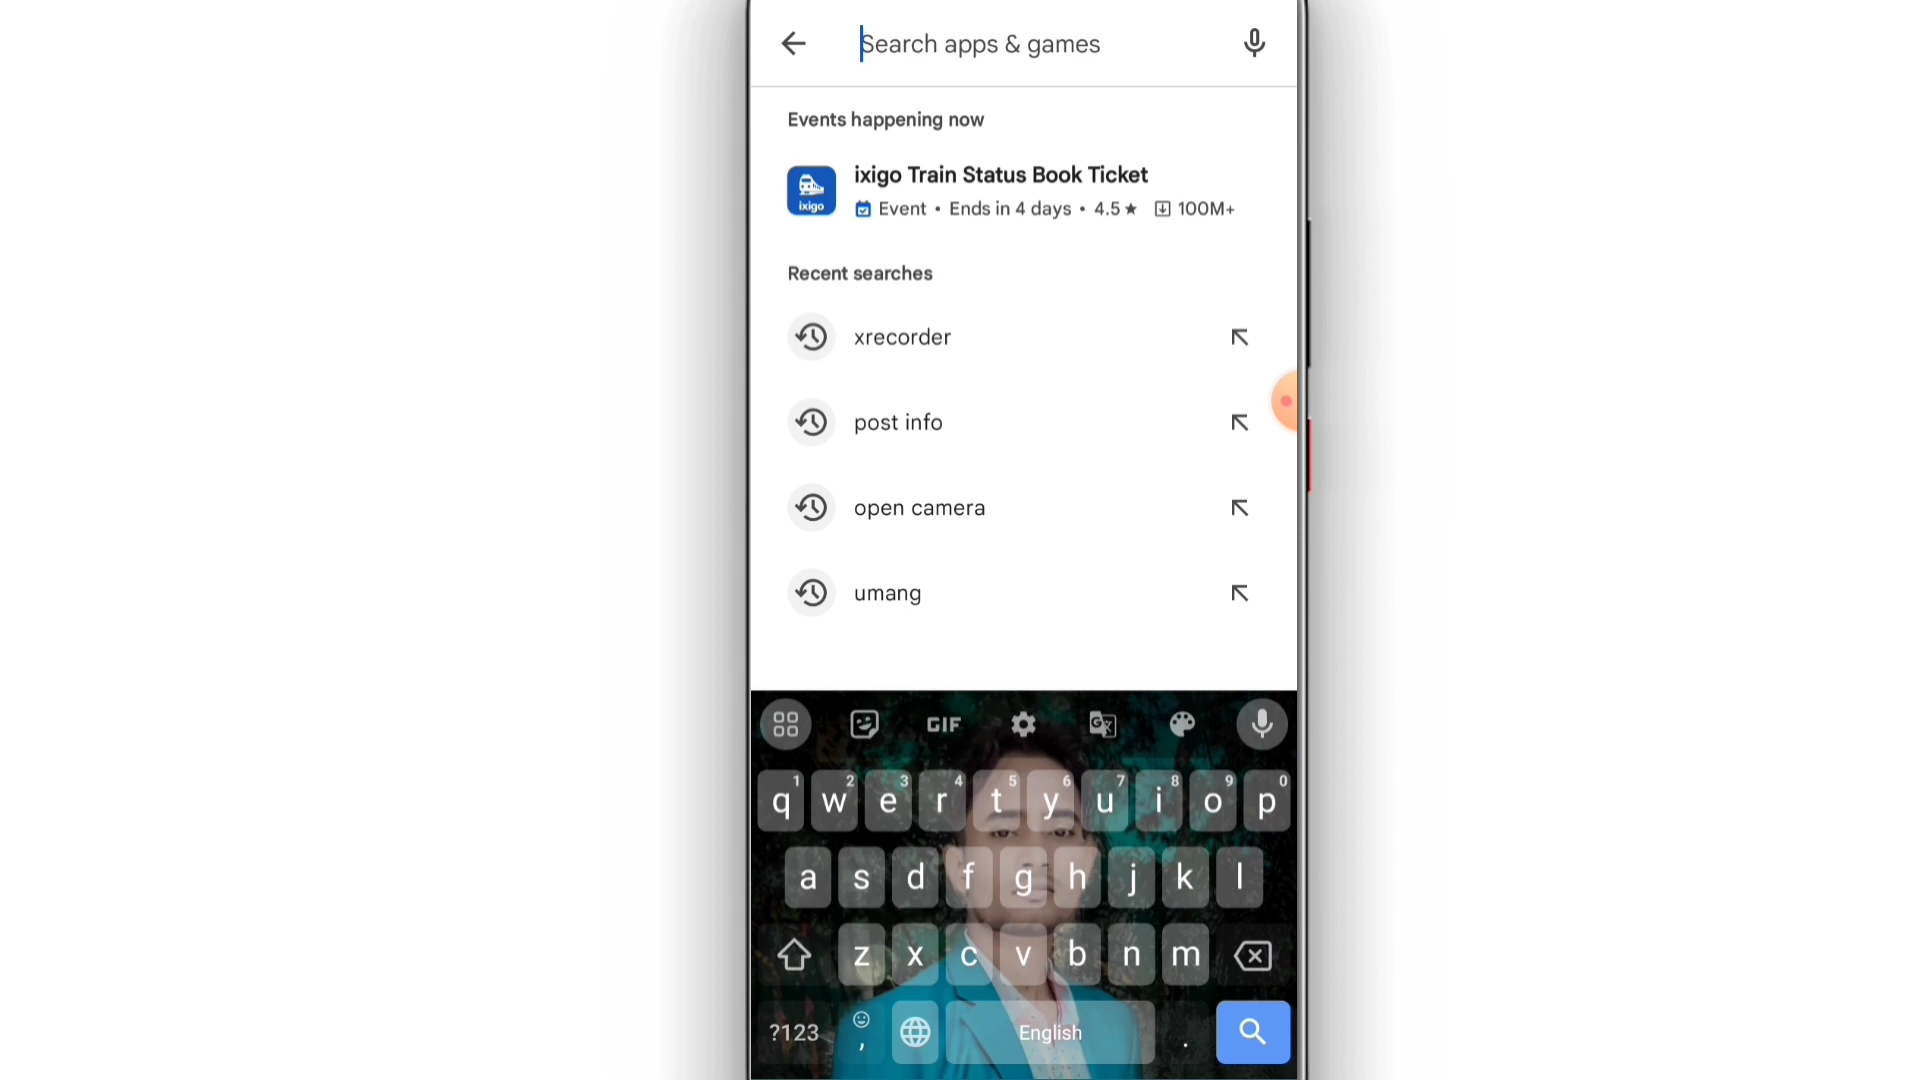 Search apps & games
Events happening now
ixigo Train Status Book Ticket
ixigo
Event • Ends in 4 days • 4.5★ 100M+
Recent searches
xrecorder
post info
open camera
umang
GIF
1 2 3 4 5 6 7 8 9 0
q w e r t y u i o p
a s d f g h j k l
z x c v b n m
?123 , English .